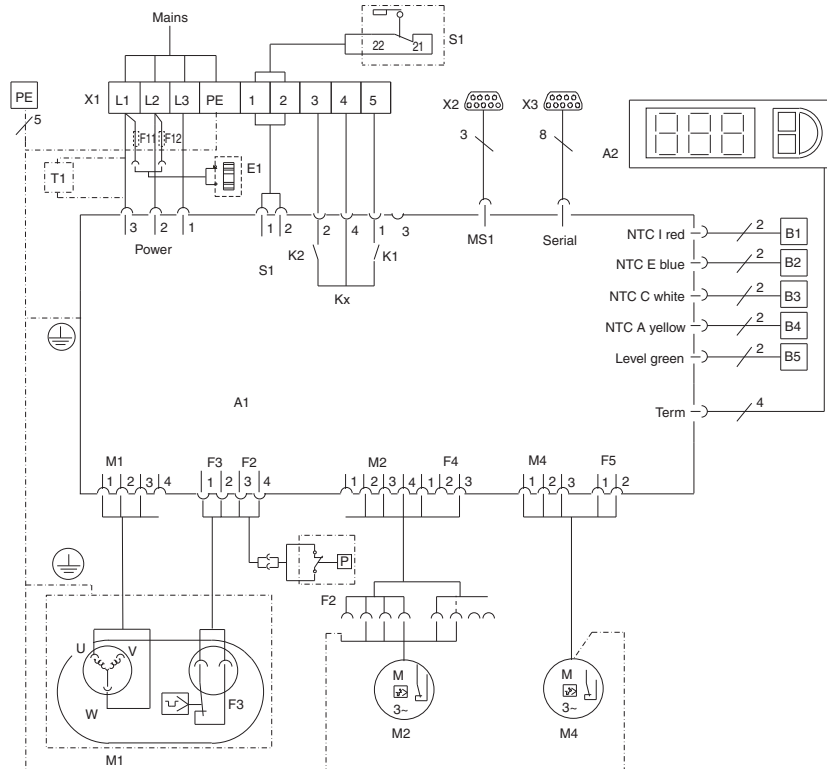 Mains
22 21 S1
PE
X1 L1 L2 L3 PE 1 2 3 4 5
X2 X3
A2
5
3 8
F11 F12
T1
E1
3 2 1
1 2
2 4 1 3
Power
S1
K2 K1
Kx
MS1 Serial
NTC I red 2 B1
NTC E blue 2 B2
NTC C white 2 B3
NTC A yellow 2 B4
Level green 2 B5
Term 4
A1
M1 F3 F2 M2 F4 M4 F5
1 2 3 4 1 2 3 4 1 2 3 4 1 2 3 1 2 3 1 2
P
F2
U V
W
F3
M
3~
M
3~
M1
M2
M4